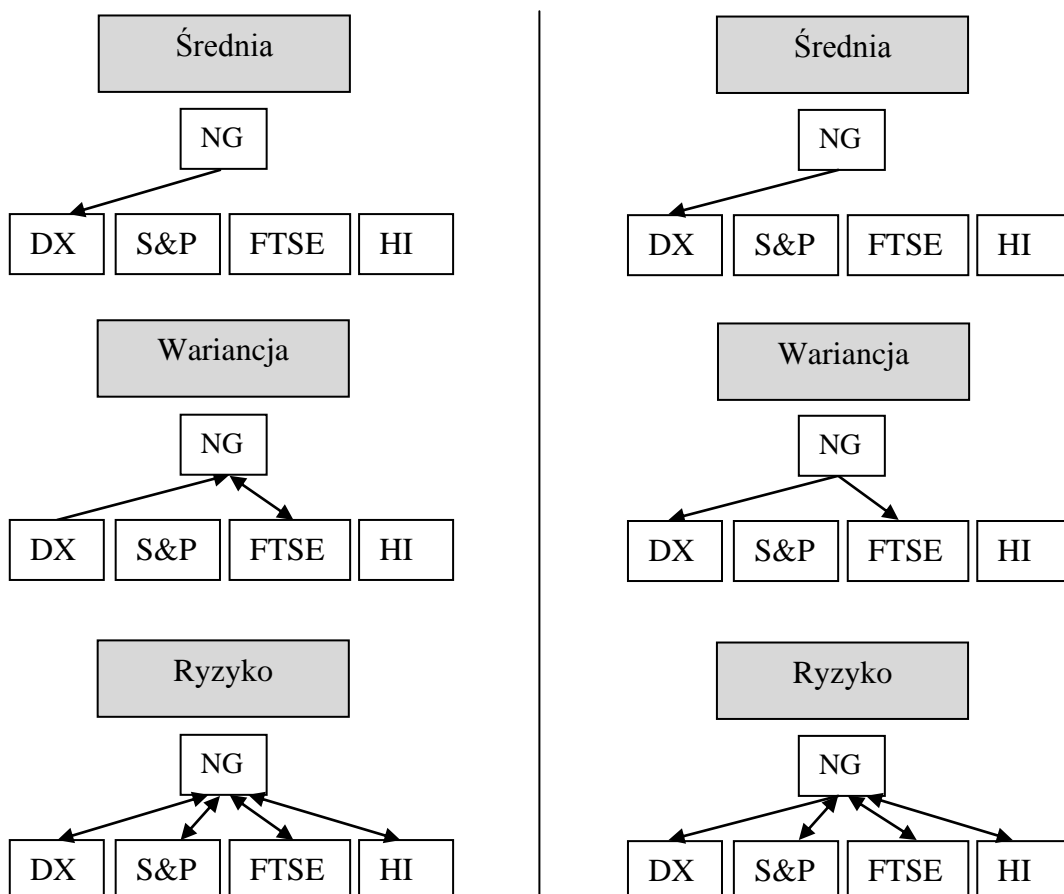 Średnia
NG
DX S&P FTSE HI
Wariancja
NG
DX S&P FTSE HI
Ryzyko
NG
DX S&P FTSE HI
Średnia
NG
DX S&P FTSE HI
Wariancja
NG
DX S&P FTSE HI
Ryzyko
NG
DX S&P FTSE HI